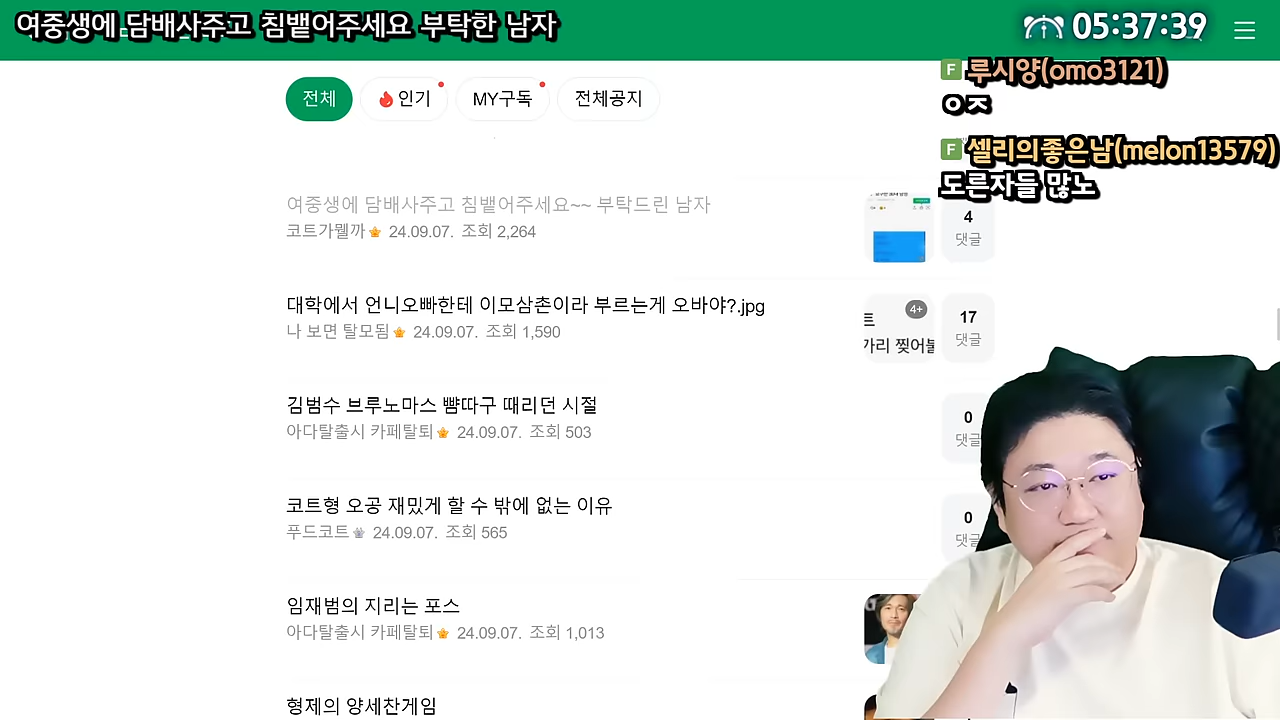 여중생에 담배사주고 침뱉어주세요 부탁한 남자
05:37:39
전체
인기
MY구독
전체공지
F 루시양(omo3121)
ㅇㅈ
F 셀리의좋은남(melon13579)
도른자들 많노
여중생에 담배사주고 침뱉어주세요~~ 부탁드린 남자
코트가뭴까 24.09.07. 조회 2,264
4
댓글
대학에서 언니오빠한테 이모삼촌이라 부르는게 오바야?.jpg
나 보면 탈모됨 24.09.07. 조회 1,590
4+
트
가리 찢어불
17
댓글
김범수 브루노마스 뺨따구 때리던 시절
아다탈출시 카페탈퇴 24.09.07. 조회 503
0
댓글
코트형 오공 재밌게 할 수 밖에 없는 이유
푸드코트 24.09.07. 조회 565
0
댓글
임재범의 지리는 포스
아다탈출시 카페탈퇴 24.09.07. 조회 1,013
형제의 양세찬게임